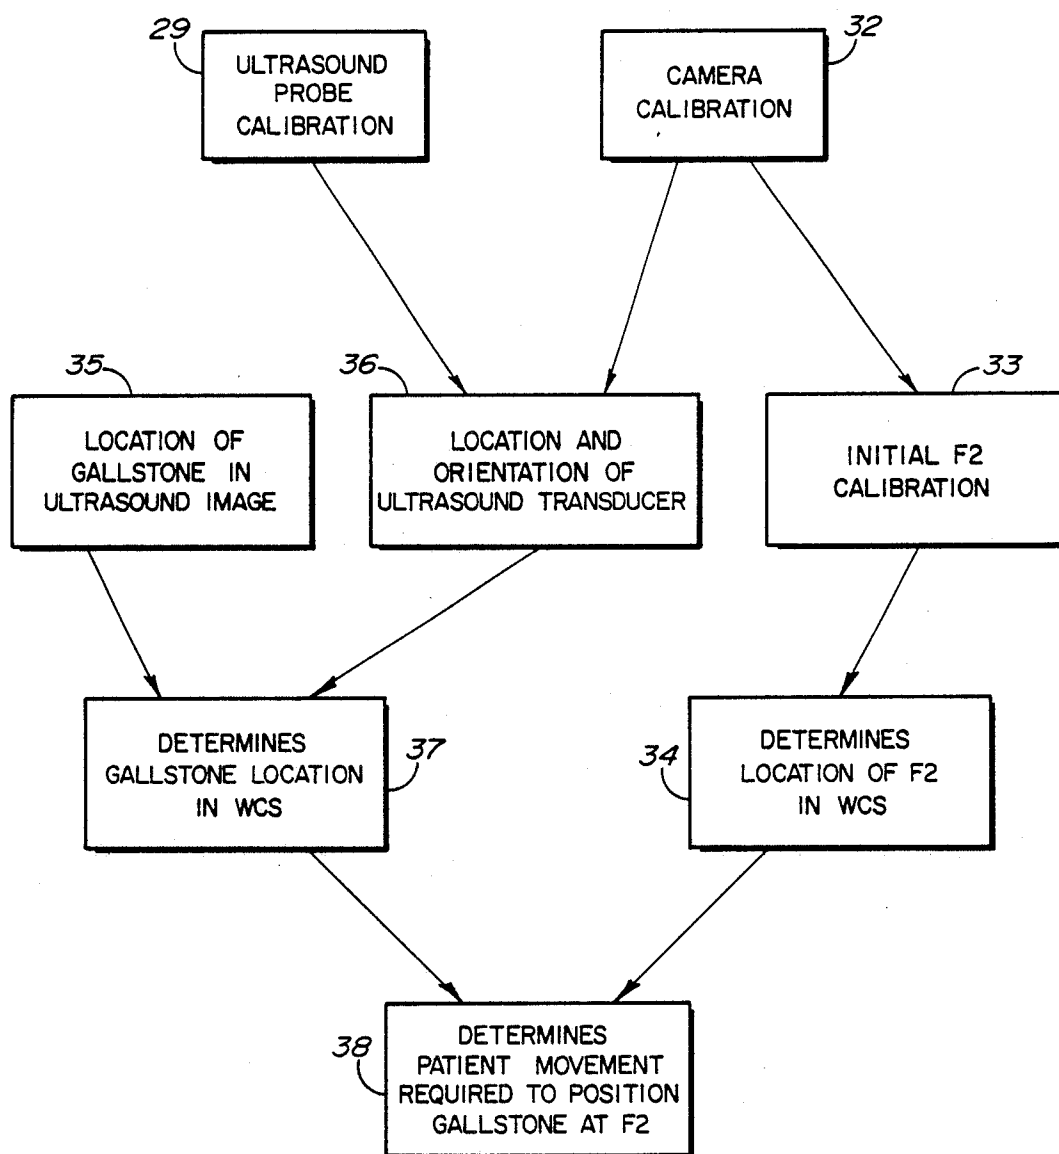 29
ULTRASOUND
PROBE
CALIBRATION
32
CAMERA
CALIBRATION
35
LOCATION OF
GALLSTONE IN
ULTRASOUND IMAGE
36
LOCATION AND
ORIENTATION OF
ULTRASOUND TRANSDUCER
33
INITIAL F2
CALIBRATION
DETERMINES
GALLSTONE LOCATION
IN WCS
37
34
DETERMINES
LOCATION OF F2
IN WCS
38
DETERMINES
PATIENT MOVEMENT
REQUIRED TO POSITION
GALLSTONE AT F2